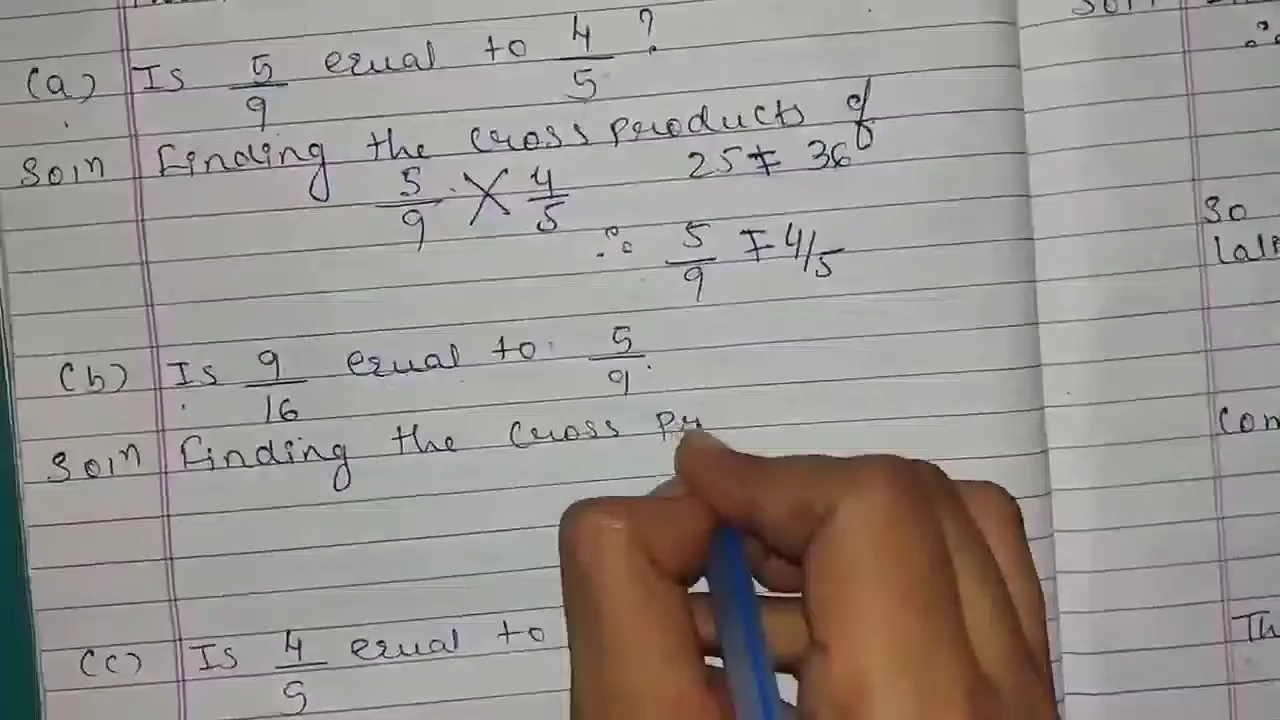 (a) Is 5/9 equal to 4/5 ?
Soln Finding the cross products of
5/9 × 4/5 25 ≠ 36
∴ 5/9 ≠ 4/5
(b) Is 9/16 equal to 5/9
Soln Finding the cross
(c) Is 4/5 equal to
So
Th